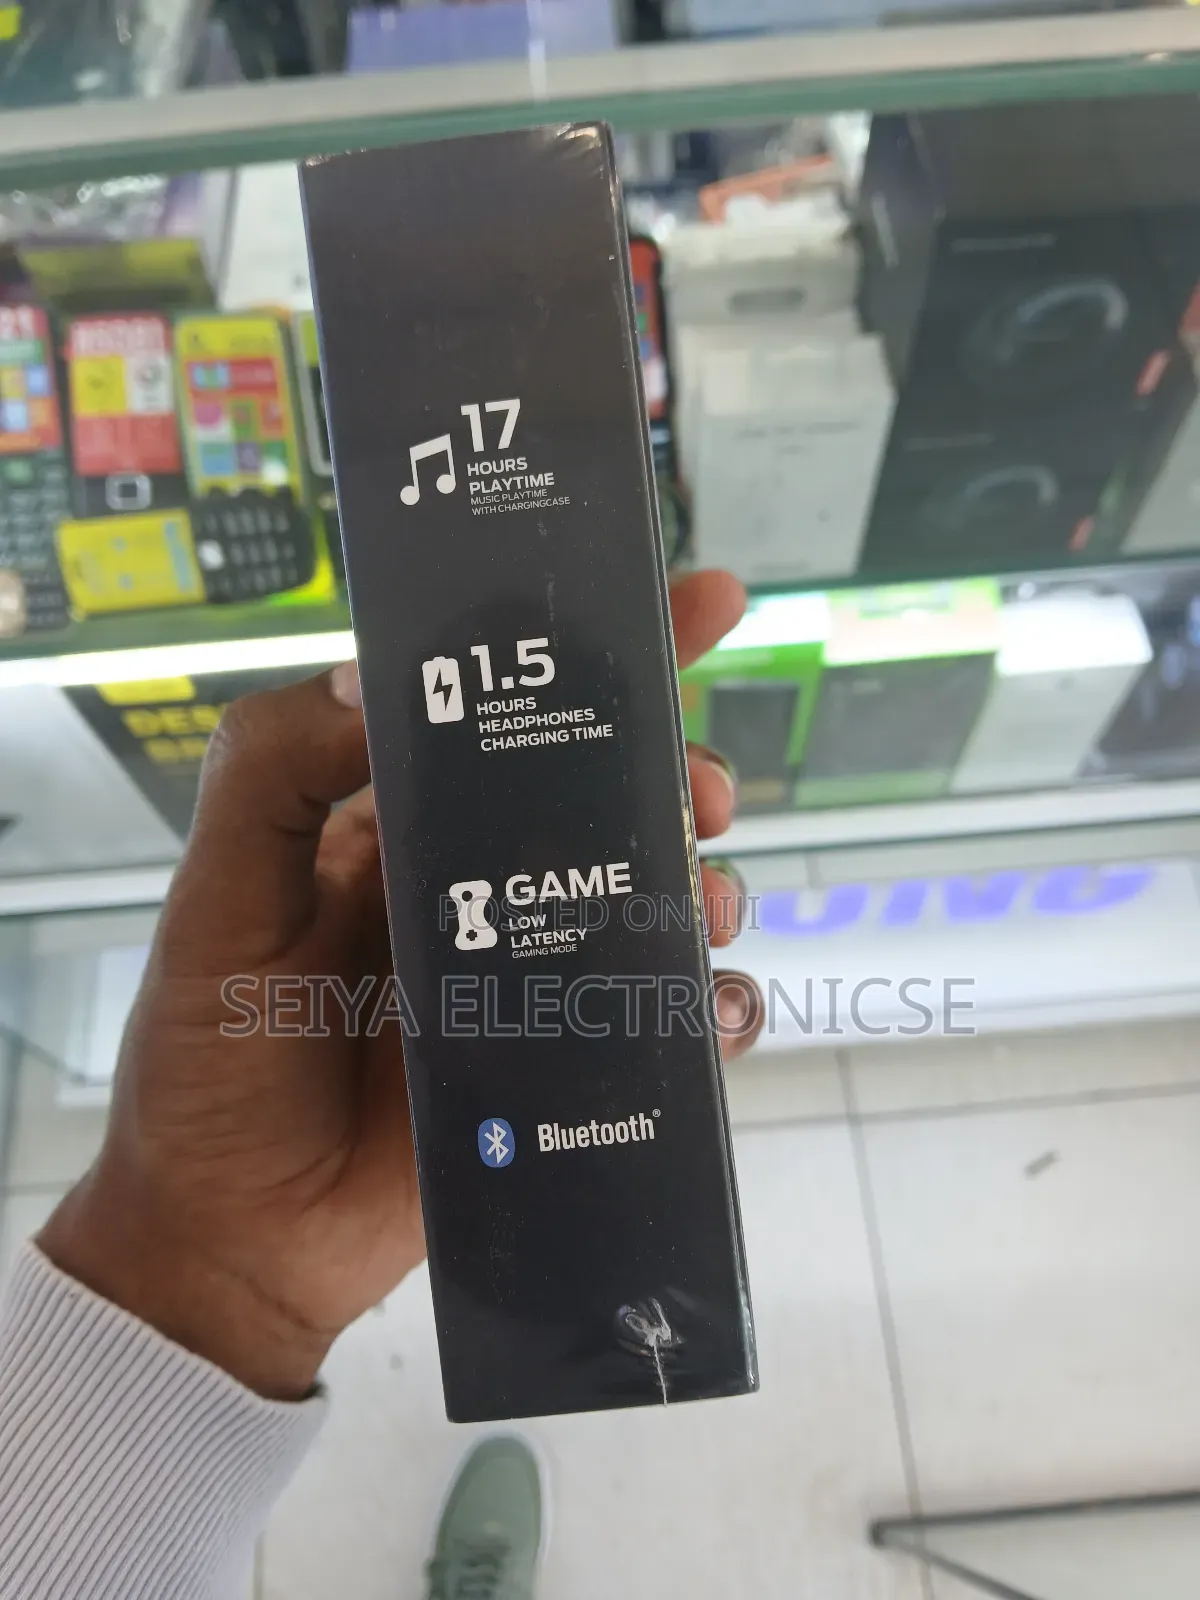 17
HOURS
PLAYTIME
MUSIC PLAYTIME
WITH CHARGINGCASE
1.5
HOURS
HEADPHONES
CHARGING TIME
GAME
LOW
LATENCY
GAMING MODE
POSTED ON JIJI
SEIYA ELECTRONICSE
Bluetooth®